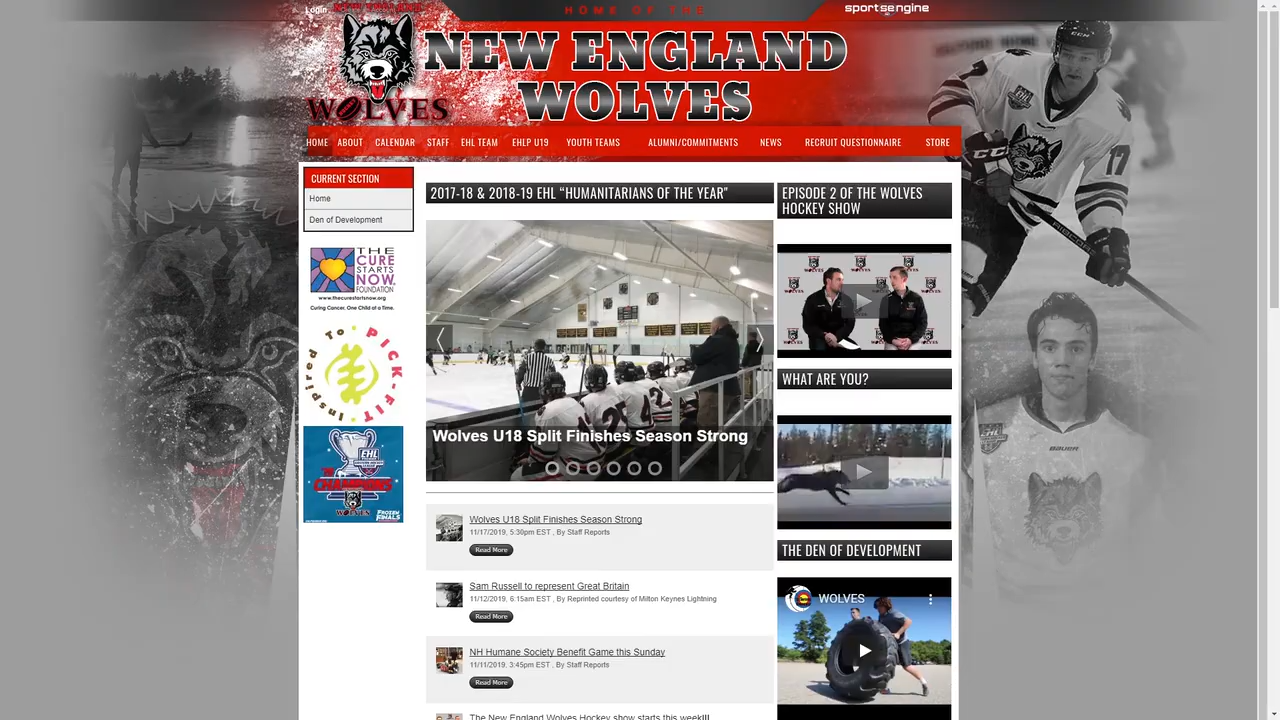 Login
HOME OF THE
sportsengine
NEW ENGLAND
WOLVES
WOLVES
HOME ABOUT CALENDAR STAFF EHL TEAM EHLP U19 YOUTH TEAMS ALUMNI/COMMITMENTS NEWS RECRUIT QUESTIONNAIRE STORE
CURRENT SECTION
Home
Den of Development
THE
CURE
STARTS
NOW
FOUNDATION
www.thecurestartsnow.org
Curing Cancer. One Child at a Time.
Inspired To
PICK-FIT
EHL
CHAMPIONS
WOLVES
FROZEN
FINALS
2017-18 & 2018-19 EHL “HUMANITARIANS OF THE YEAR"
Wolves U18 Split Finishes Season Strong
Wolves U18 Split Finishes Season Strong
11/17/2019, 5:30pm EST , By Staff Reports
Read More
Sam Russell to represent Great Britain
11/12/2019, 6:15am EST , By Reprinted courtesy of Milton Keynes Lightning
Read More
NH Humane Society Benefit Game this Sunday
11/11/2019, 3:45pm EST , By Staff Reports
Read More
The New England Wolves Hockey show starts this week!!!
EPISODE 2 OF THE WOLVES
HOCKEY SHOW
WOLVES
WHAT ARE YOU?
THE DEN OF DEVELOPMENT
WOLVES
17